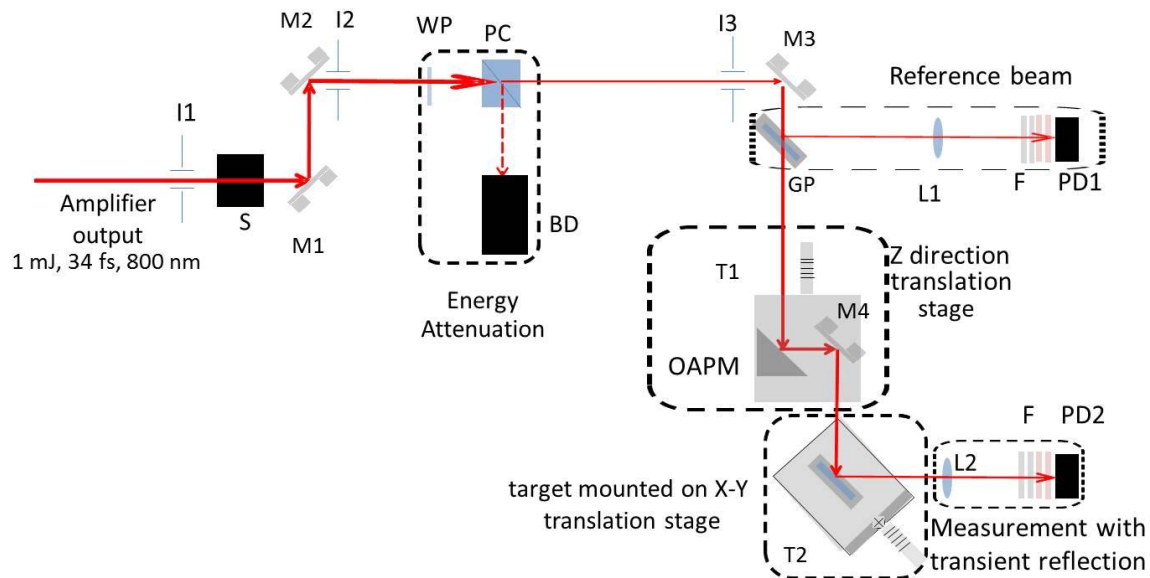 M2
I2
WP
PC
I3
M3
Reference beam
I1
Amplifier
output
1 mJ, 34 fs, 800 nm
S
M1
BD
Energy
Attenuation
GP
L1
F
PD1
T1
Z direction
translation
stage
M4
OAPM
F
PD2
L2
target mounted on X-Y
translation stage
T2
Measurement with
transient reflection